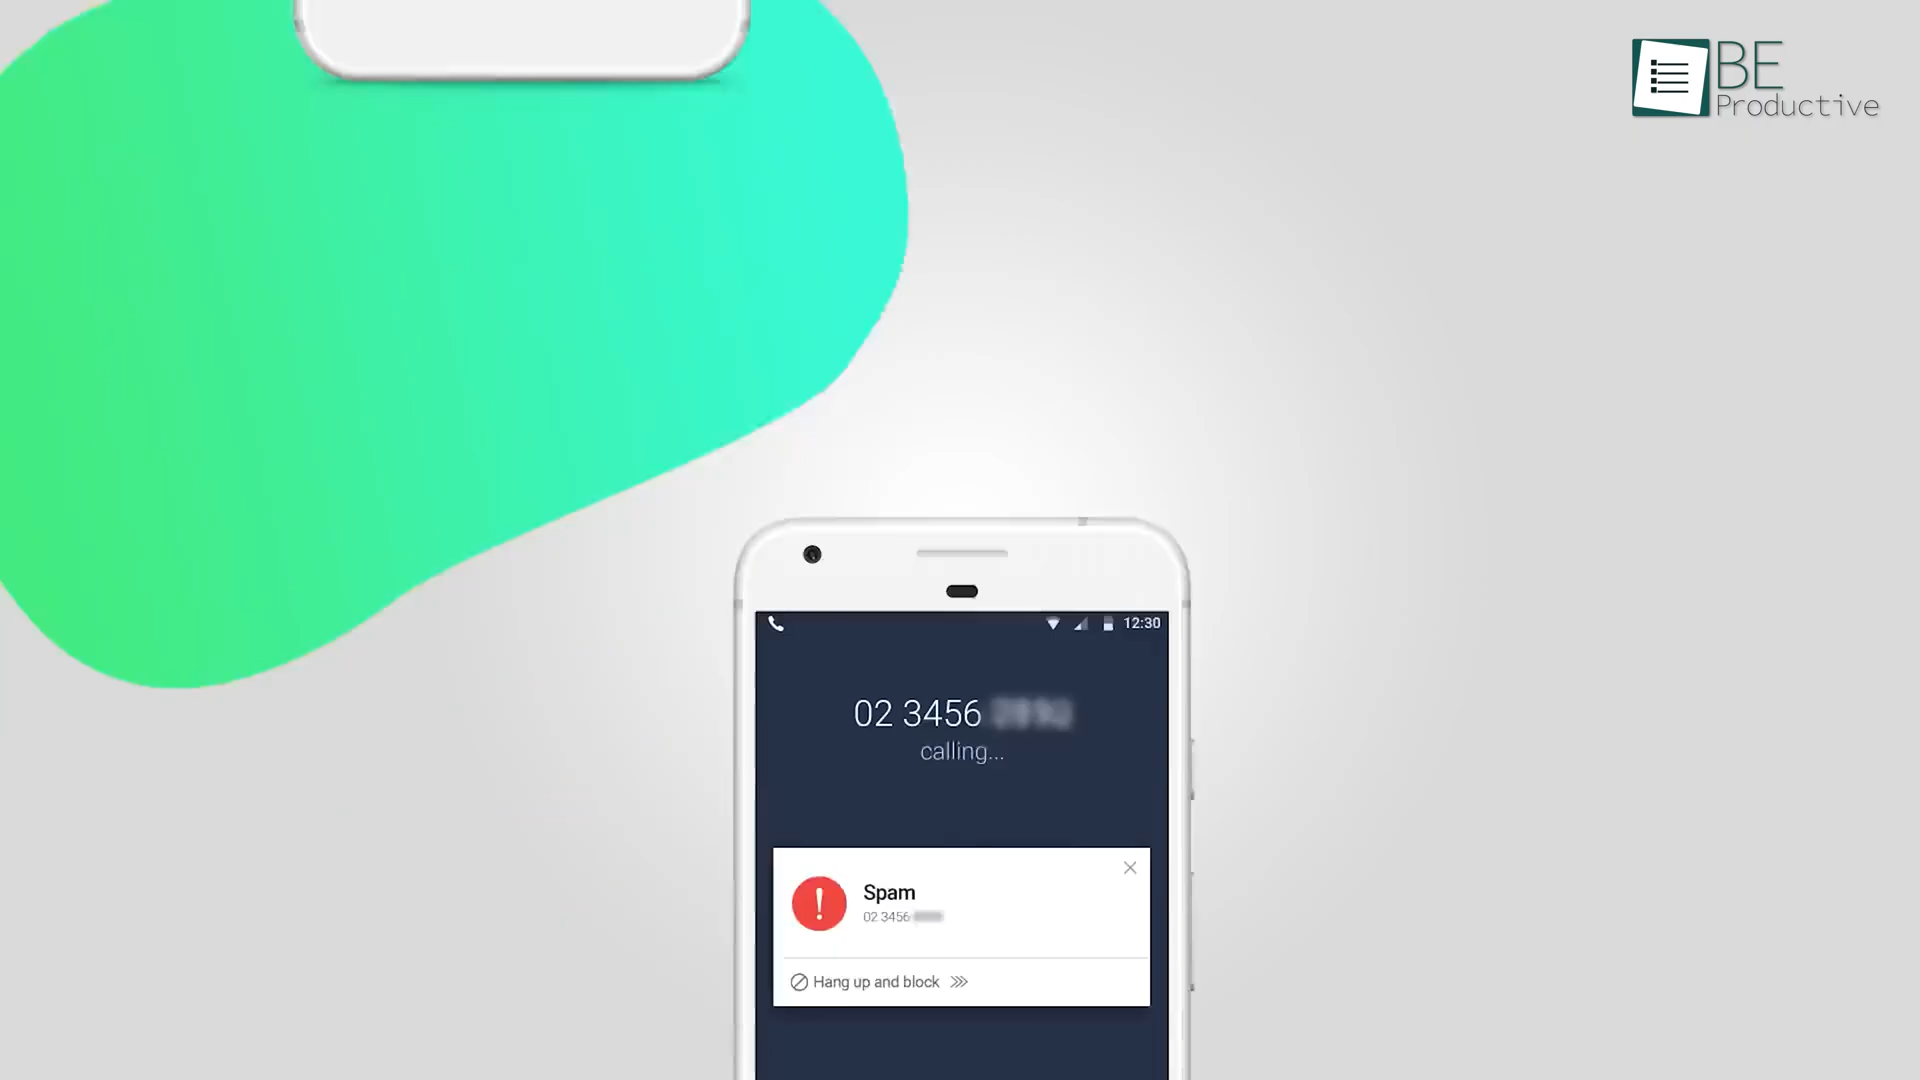 BE
Productive
12:30
02 3456
calling...
Spam
02 3456
Hang up and block